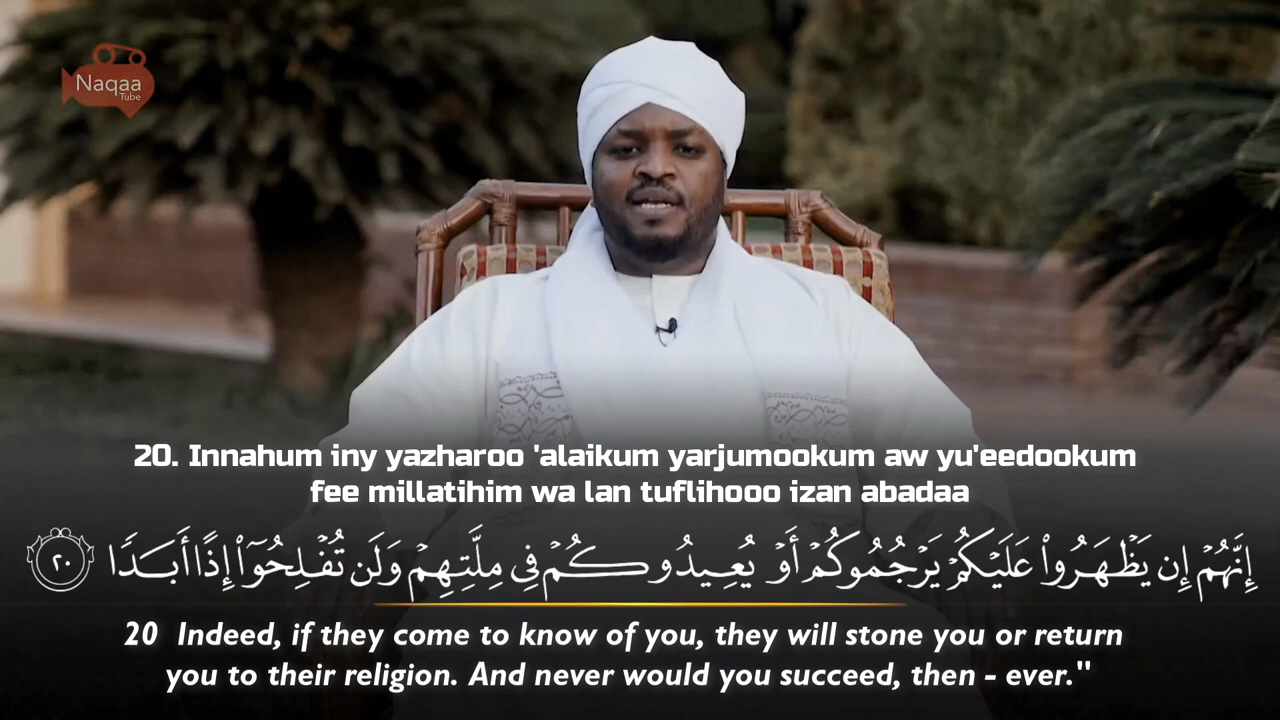 Naqaa
Tube
20. Innahum iny yazharoo 'alaikum yarjumookum aw yu'eedookum
fee millatihim wa lan tuflihooo izan abadaa
إِنَّهُمْ إِن يَظْهَرُوا۟ عَلَيْكُمْ يَرْجُمُوكُمْ أَوْ يُعِيدُوكُمْ فِى مِلَّتِهِمْ وَلَن تُفْلِحُوٓا۟ إِذًا أَبَدًا ٢٠
20 Indeed, if they come to know of you, they will stone you or return
you to their religion. And never would you succeed, then - ever."